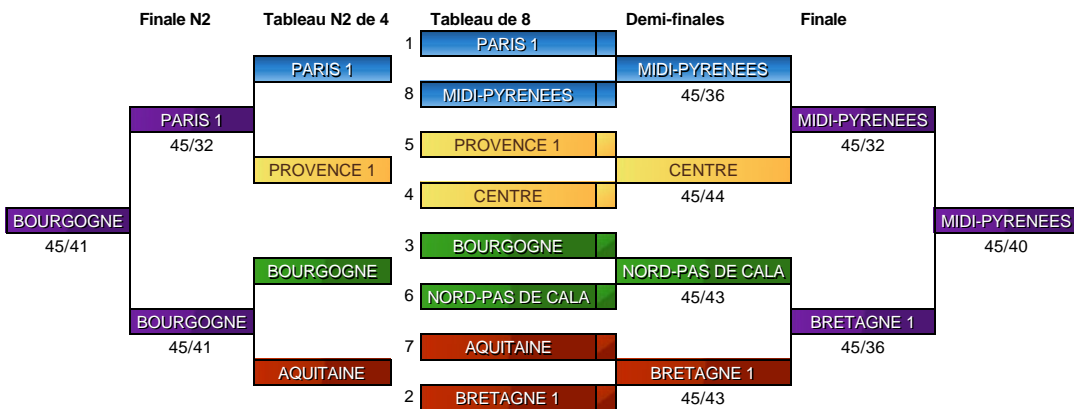 Finale N2 Tableau N2 de 4 Tableau de 8 Demi-finales Finale
1 PARIS 1
PARIS 1 MIDI-PYRENEES
8 MIDI-PYRENEES 45/36
PARIS 1 MIDI-PYRENEES
45/32 5 PROVENCE 1 45/32
PROVENCE 1 CENTRE
4 CENTRE 45/44
BOURGOGNE MIDI-PYRENEES
45/41 3 BOURGOGNE 45/40
BOURGOGNE NORD-PAS DE CALA
6 NORD-PAS DE CALA 45/43
BOURGOGNE BRETAGNE 1
45/41 7 AQUITAINE 45/36
AQUITAINE BRETAGNE 1
2 BRETAGNE 1 45/43